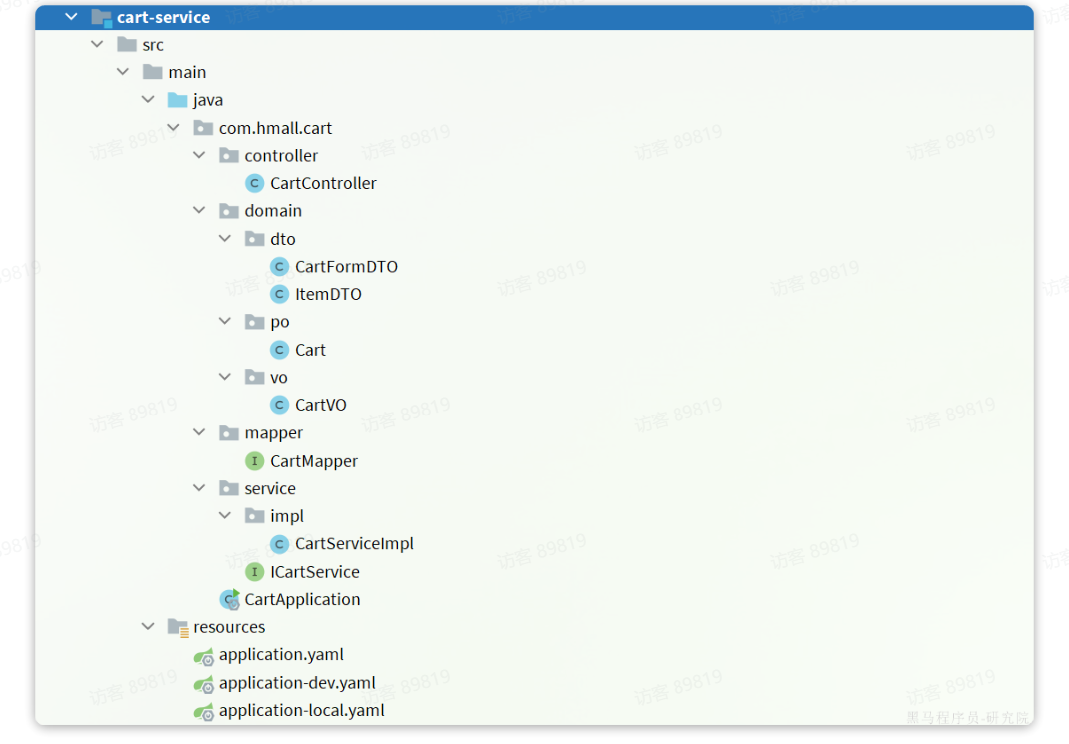 cart-service
src
main
java
com.hmall.cart
controller
C CartController
domain
dto
C CartFormDTO
C ItemDTO
po
C Cart
vo
C CartVO
mapper
I CartMapper
service
impl
C CartServiceImpl
I ICartService
C CartApplication
resources
application.yaml
application-dev.yaml
application-local.yaml
访客 89819
黑马程序员-研究院